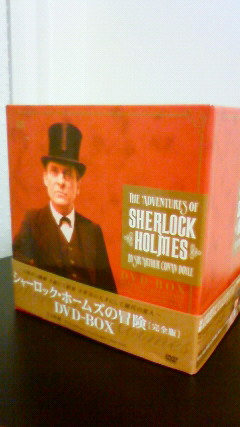 THE ADVENTURES OF
SHERLOCK
HOLMES
BY SIR ARTHUR CONAN DOYLE
DVD-BOX
シャーロック・ホームズの冒険[完全版]
DVD-BOX